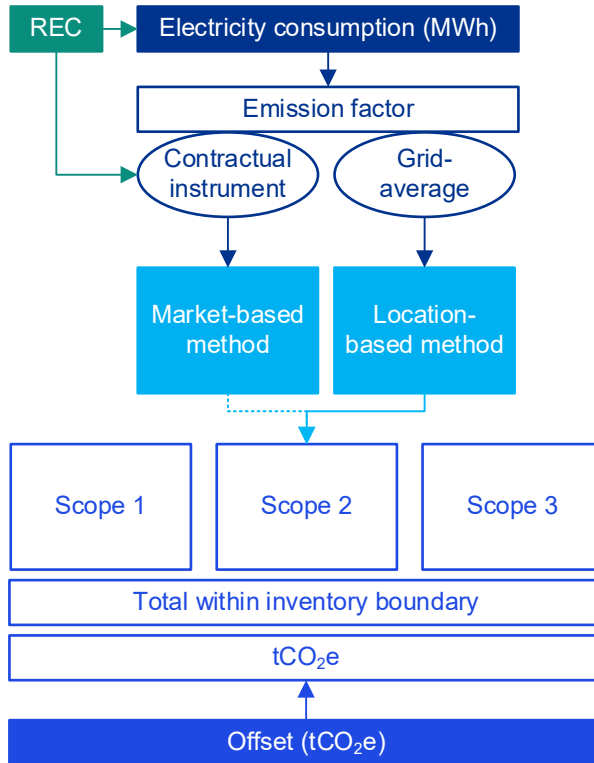 REC
Electricity consumption (MWh)
Emission factor
Contractual
instrument
Grid-
average
Market-based
method
Location-
based method
Scope 1
Scope 2
Scope 3
Total within inventory boundary
tCO₂e
Offset (tCO₂e)